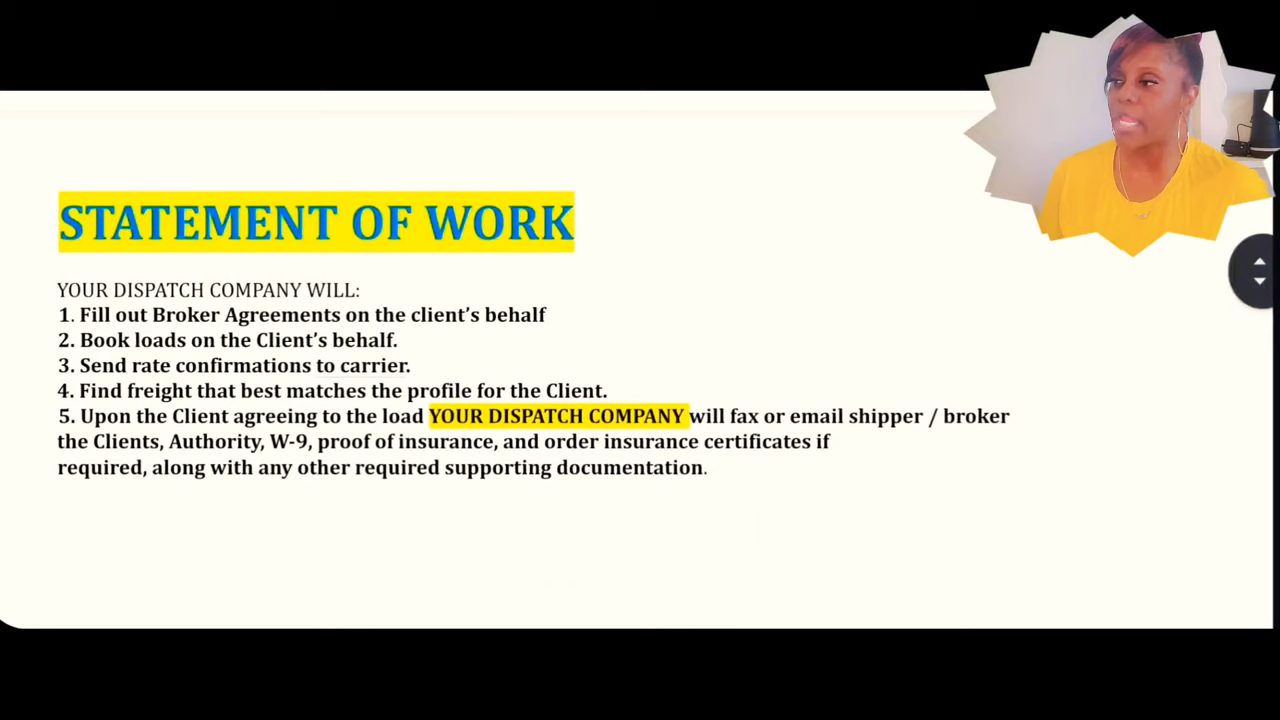 STATEMENT OF WORK
YOUR DISPATCH COMPANY WILL:
1. Fill out Broker Agreements on the client’s behalf
2. Book loads on the Client’s behalf.
3. Send rate confirmations to carrier.
4. Find freight that best matches the profile for the Client.
5. Upon the Client agreeing to the load YOUR DISPATCH COMPANY will fax or email shipper / broker
the Clients, Authority, W-9, proof of insurance, and order insurance certificates if
required, along with any other required supporting documentation.